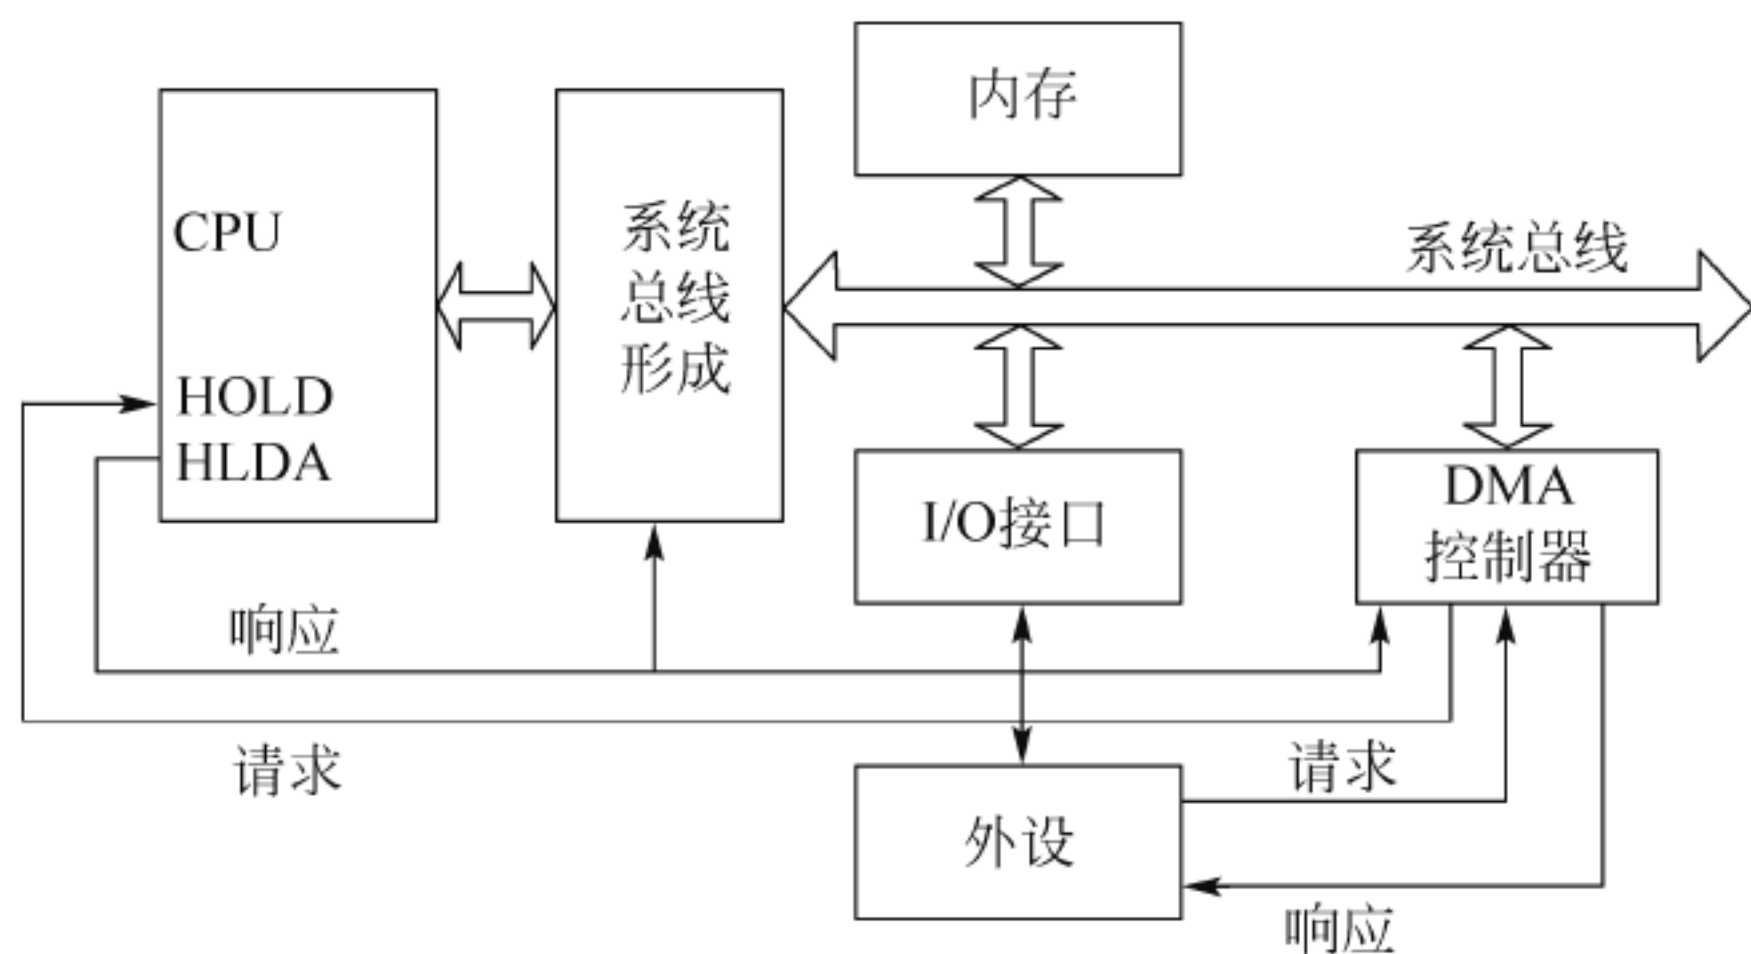 内存
CPU
系统
总线
形成
系统总线
HOLD
HLDA
I/O接口
DMA
控制器
响应
请求
请求
外设
响应